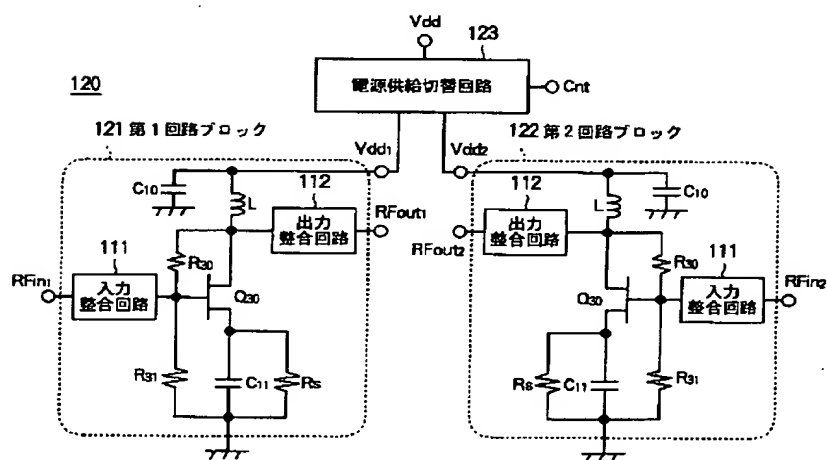 Vdd
123
120
電源供給切替回路
Cnt
121 第1回路ブロック
Vdd1
Vdd2
122 第2回路ブロック
C10
L
112
出力
整合回路
RFout1
111
R30
RFin1
入力
整合回路
Q30
R31
C11
Rs
112
L
C10
出力
整合回路
RFout2
R30
111
Q30
入力
整合回路
RFin2
Rs
C11
R31